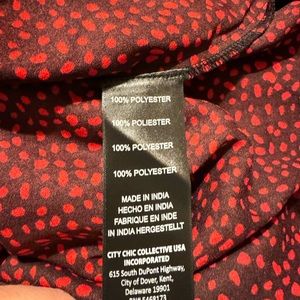 100% POLYESTER
100% POLIESTER
100% POLYESTER
100% POLYESTER
MADE IN INDIA
HECHO EN INDIA
FABRIQUE EN INDE
IN INDIA HERGESTELLT
CITY CHIC COLLECTIVE USA
INCORPORATED
615 South DuPont Highway,
City of Dover, Kent,
Delaware 19901